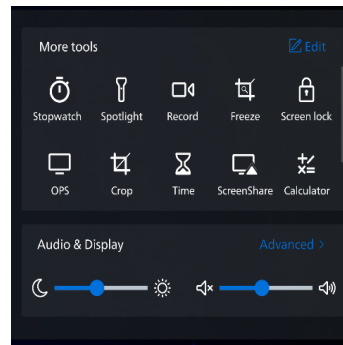 More tools
Edit
Stopwatch Spotlight Record Freeze Screen lock
OPS Crop Time ScreenShare Calculator
Audio & Display
Advanced >